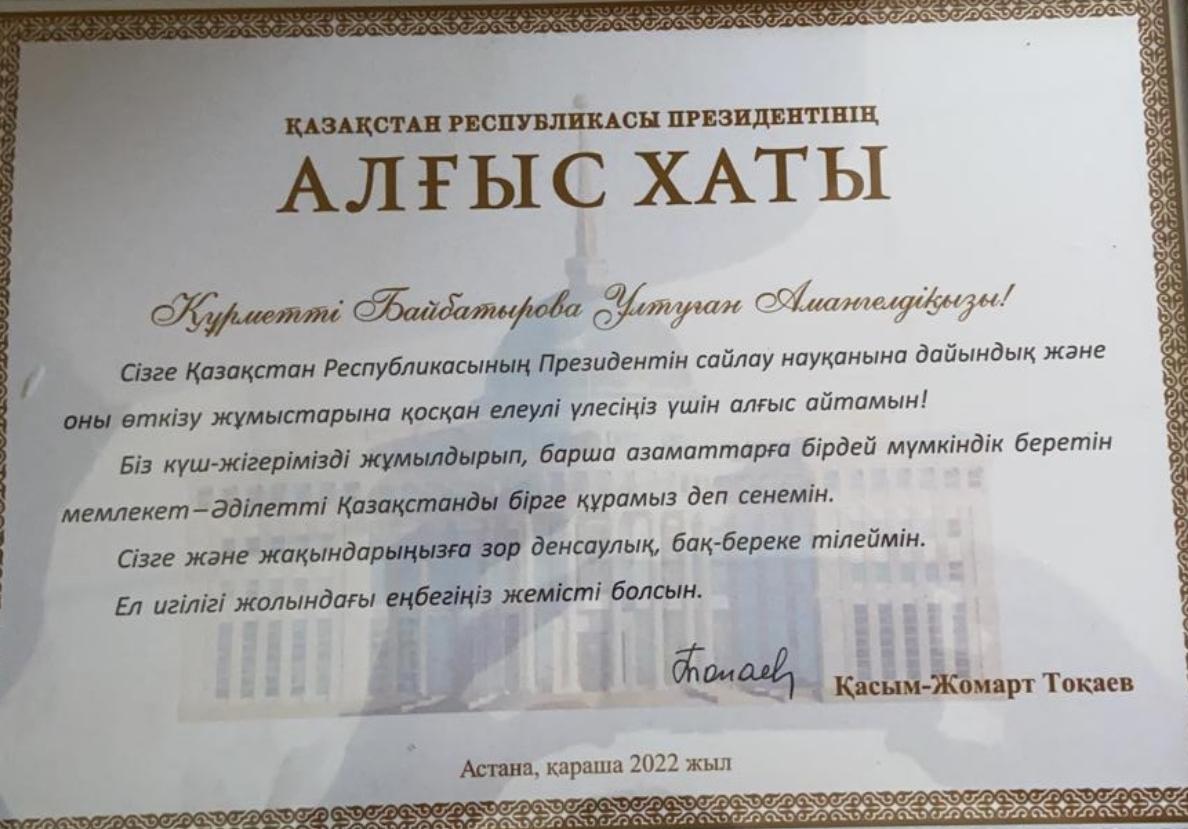 ҚАЗАҚСТАН РЕСПУБЛИКАСЫ ПРЕЗИДЕНТІНІҢ
АЛҒЫС ХАТЫ
Құрметті Байбатырова Ултуған Амангелдіқызы!
Сізге Қазақстан Республикасының Президентін сайлау науқанына дайындық және
оны өткізу жұмыстарына қосқан елеулі үлесіңіз үшін алғыс айтамын!
Біз күш-жігерімізді жұмылдырып, барша азаматтарға бірдей мүмкіндік беретін
мемлекет–Әділетті Қазақстанды бірге құрамыз деп сенемін.
Сізге және жақындарыңызға зор денсаулық, бақ-береке тілеймін.
Ел игілігі жолындағы еңбегіңіз жемісті болсын.
Тоқаев Қасым-Жомарт Тоқаев
Астана, қараша 2022 жыл